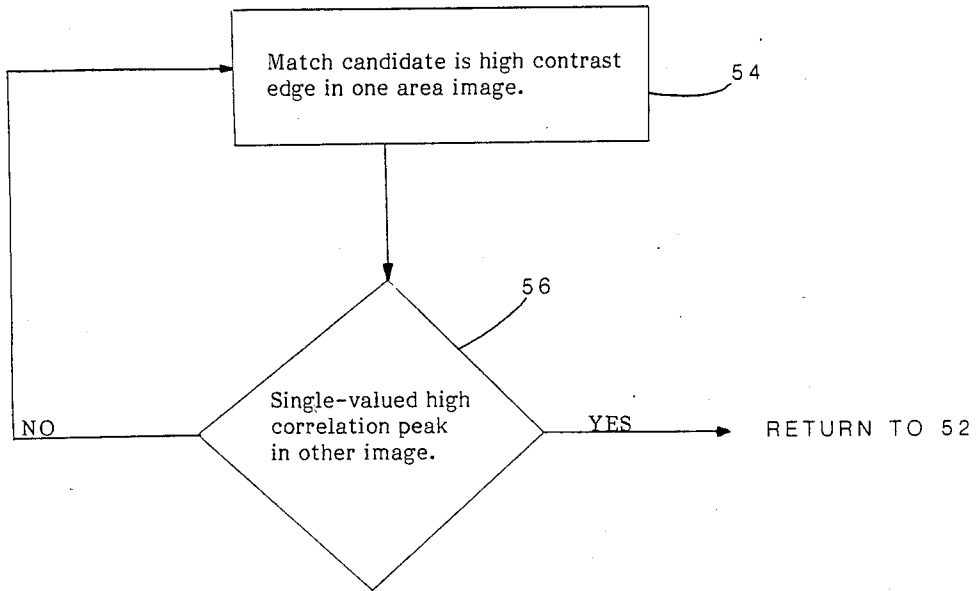 Match candidate is high contrast
edge in one area image.
54
56
Single-valued high
correlation peak
in other image.
NO
YES
RETURN TO 52